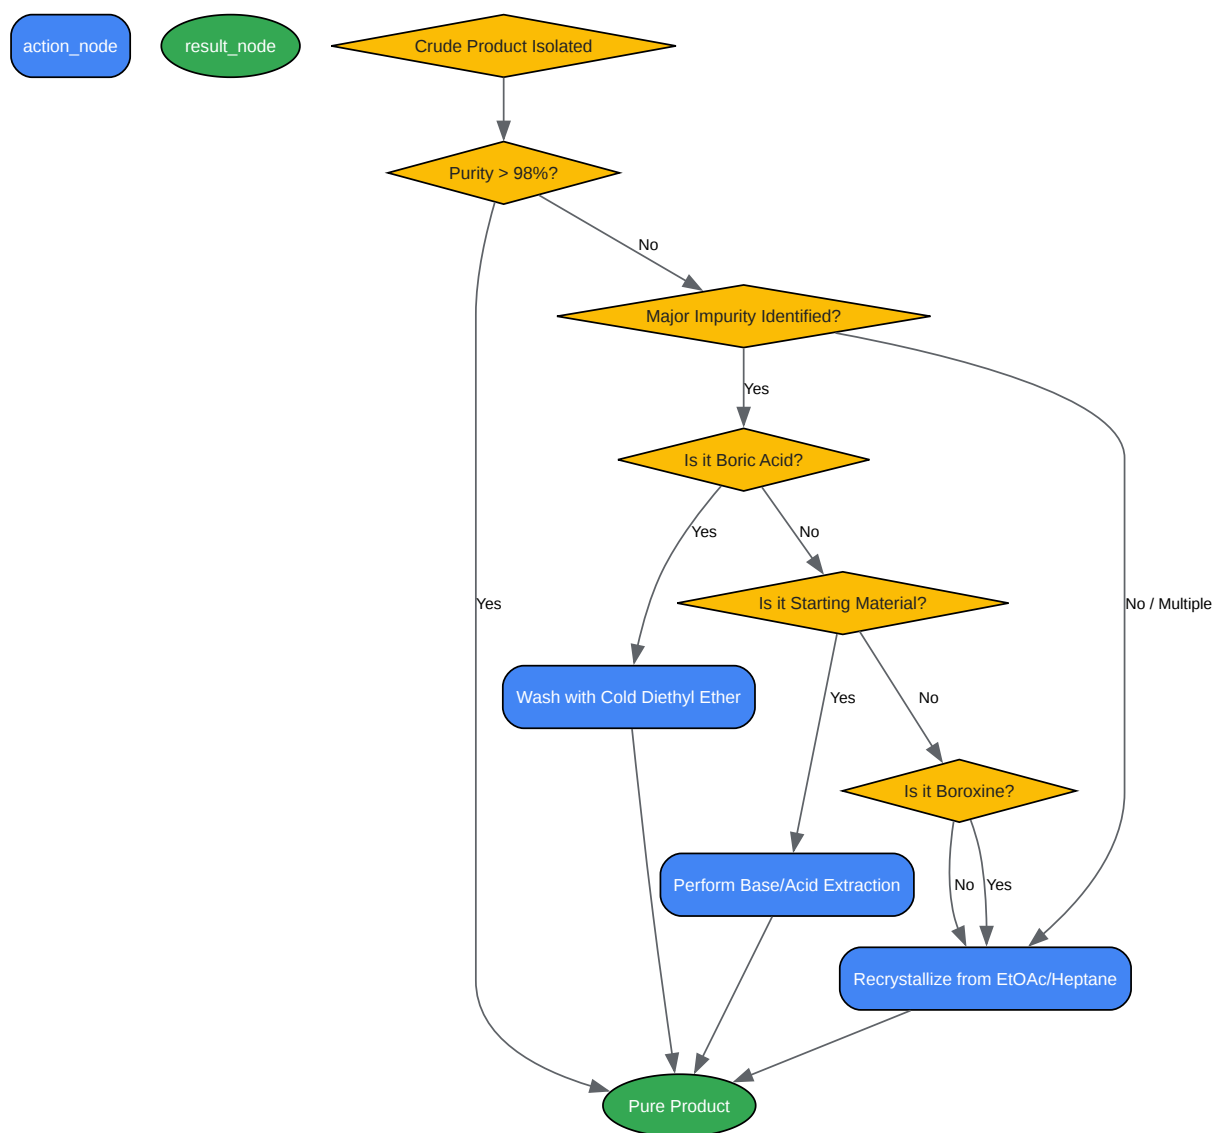 action_node
result_node
Crude Product Isolated
Purity > 98%?
No
Major Impurity Identified?
Yes
Is it Boric Acid?
Yes
No
Is it Starting Material?
Yes
No / Multiple
Wash with Cold Diethyl Ether
Yes
No
Is it Boroxine?
Perform Base/Acid Extraction
No
Yes
Recrystallize from EtOAc/Heptane
Pure Product